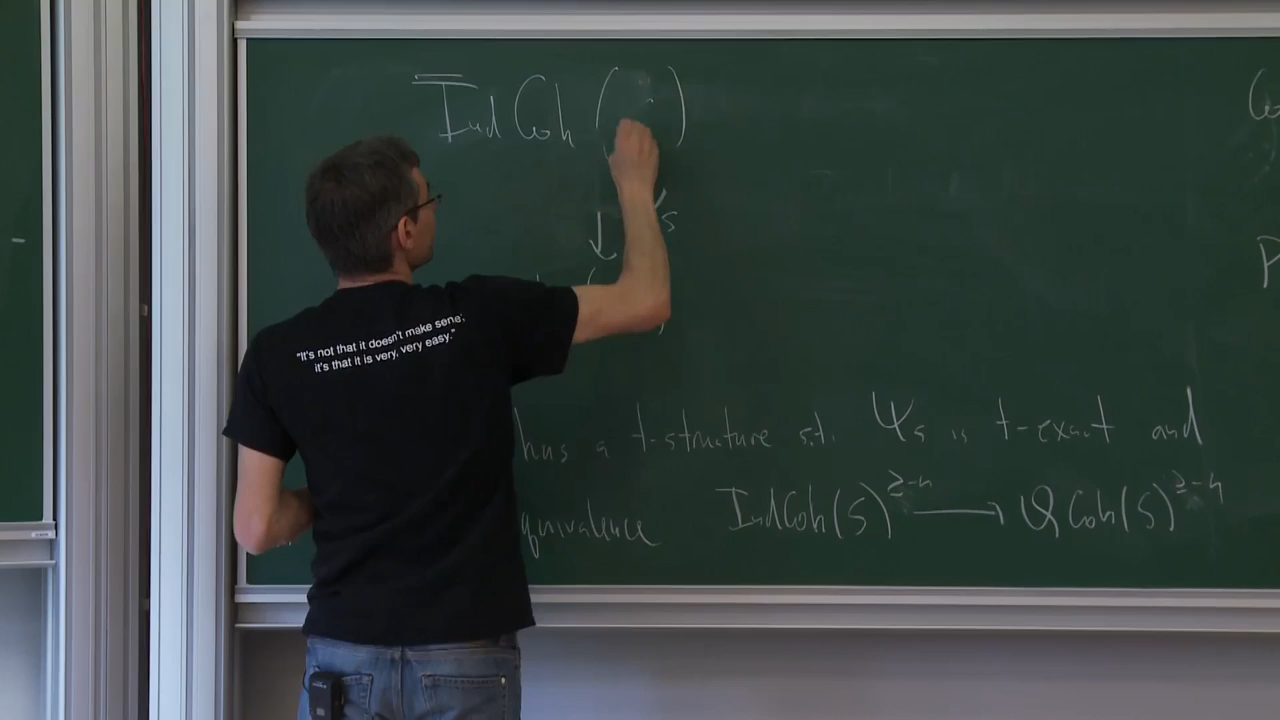 IndCoh ( )
↓ Ψs
has a t-structure s.t. Ψs is t-exact and
equivalence IndCoh(S)^≥-n → QCoh(S)^≥-n
Co
P
"It's not that it doesn't make sense,
it's that it is very, very easy."